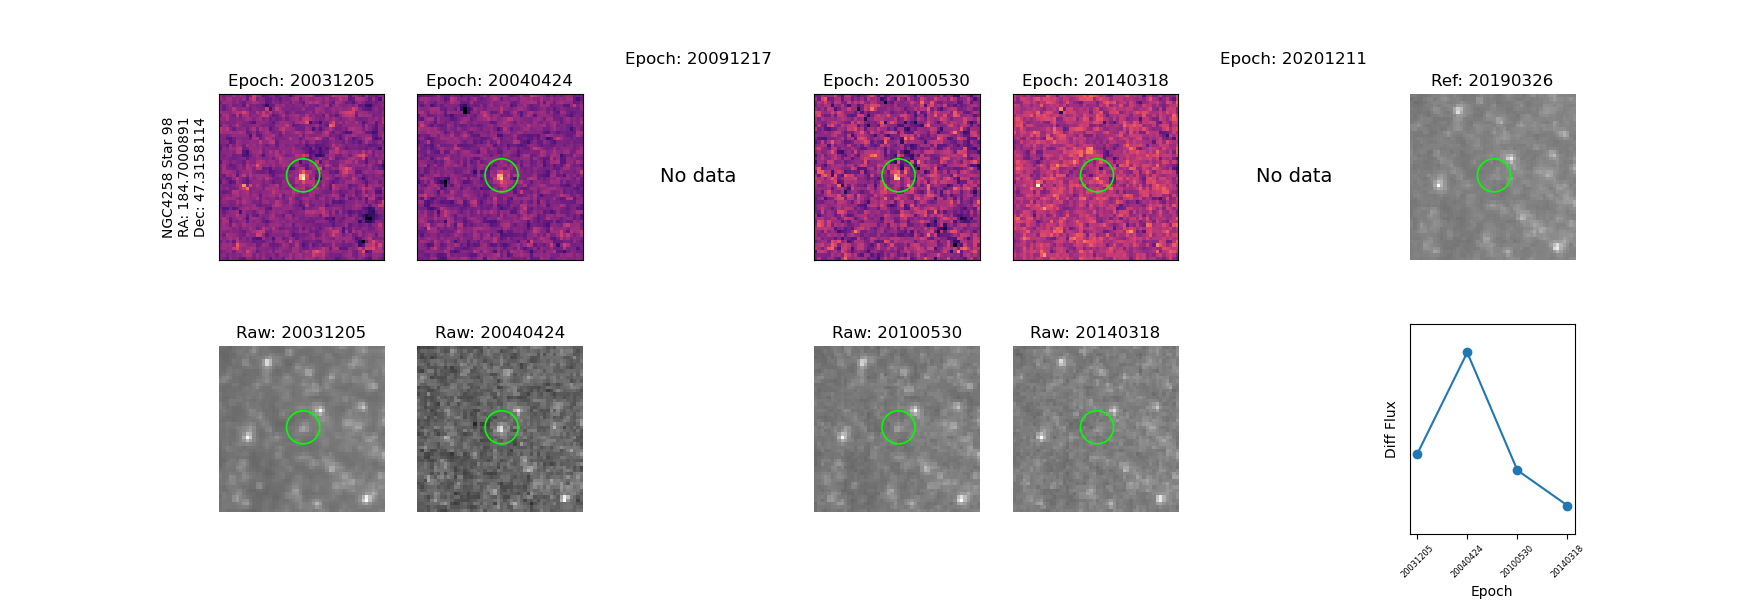 NGC4258 Star 98
RA: 184.7000891
Dec: 47.3158114
Epoch: 20031205
Epoch: 20040424
Epoch: 20091217
No data
Epoch: 20100530
Epoch: 20140318
Epoch: 20201211
No data
Ref: 20190326
Raw: 20031205
Raw: 20040424
Raw: 20100530
Raw: 20140318
Diff Flux
20031205
20040424
20100530
20140318
Epoch